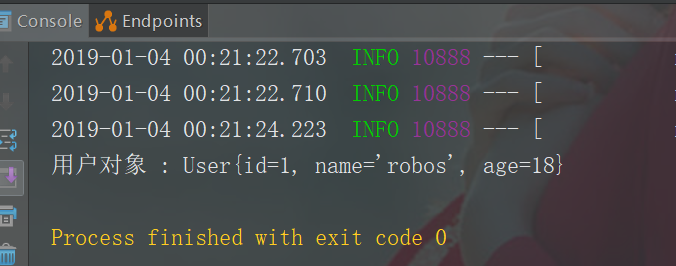 Console Endpoints
2019-01-04 00:21:22.703 INFO 10888 --- [
2019-01-04 00:21:22.710 INFO 10888 --- [
2019-01-04 00:21:24.223 INFO 10888 --- [
用户对象 : User{id=1, name='robos', age=18}
Process finished with exit code 0